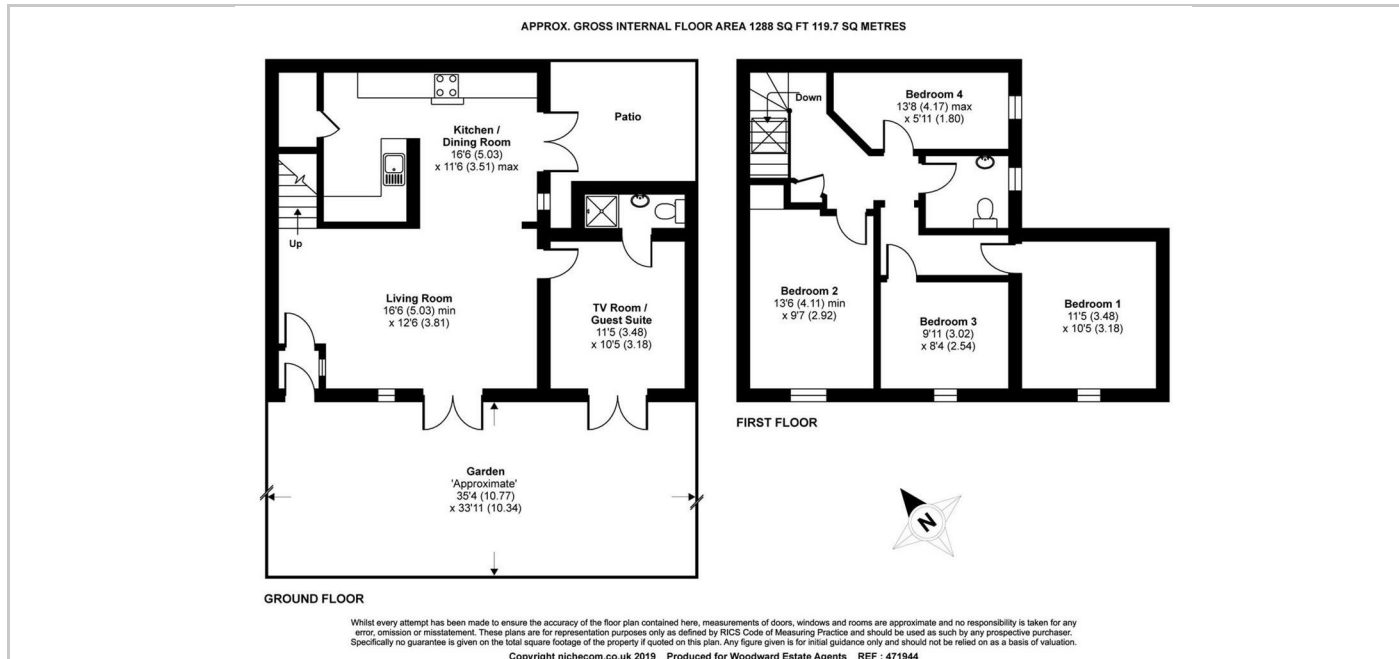 APPROX. GROSS INTERNAL FLOOR AREA 1288 SQ FT 119.7 SQ METRES
Kitchen /
Dining Room
16'6 (5.03)
x 11'6 (3.51) max
Patio
Up
Living Room
16'6 (5.03) min
x 12'6 (3.81)
TV Room /
Guest Suite
11'5 (3.48)
x 10'5 (3.18)
Garden
'Approximate'
35'4 (10.77)
x 33'11 (10.34)
GROUND FLOOR
Down
Bedroom 4
13'8 (4.17) max
x 5'11 (1.80)
Bedroom 2
13'6 (4.11) min
x 9'7 (2.92)
Bedroom 3
9'11 (3.02)
x 8'4 (2.54)
Bedroom 1
11'5 (3.48)
x 10'5 (3.18)
FIRST FLOOR
N
Whilst every attempt has been made to ensure the accuracy of the floor plan contained here, measurements of doors, windows and rooms are approximate and no responsibility is taken for any
error, omission or misstatement. These plans are for representation purposes only as defined by RICS Code of Measuring Practice and should be used as such by any prospective purchaser.
Specifically no guarantee is given on the total square footage of the property if quoted on this plan. Any figure given is for initial guidance only and should not be relied on as a basis of valuation.
Copyright nichecom.co.uk 2019 Produced for Woodward Estate Agents REF : 471944